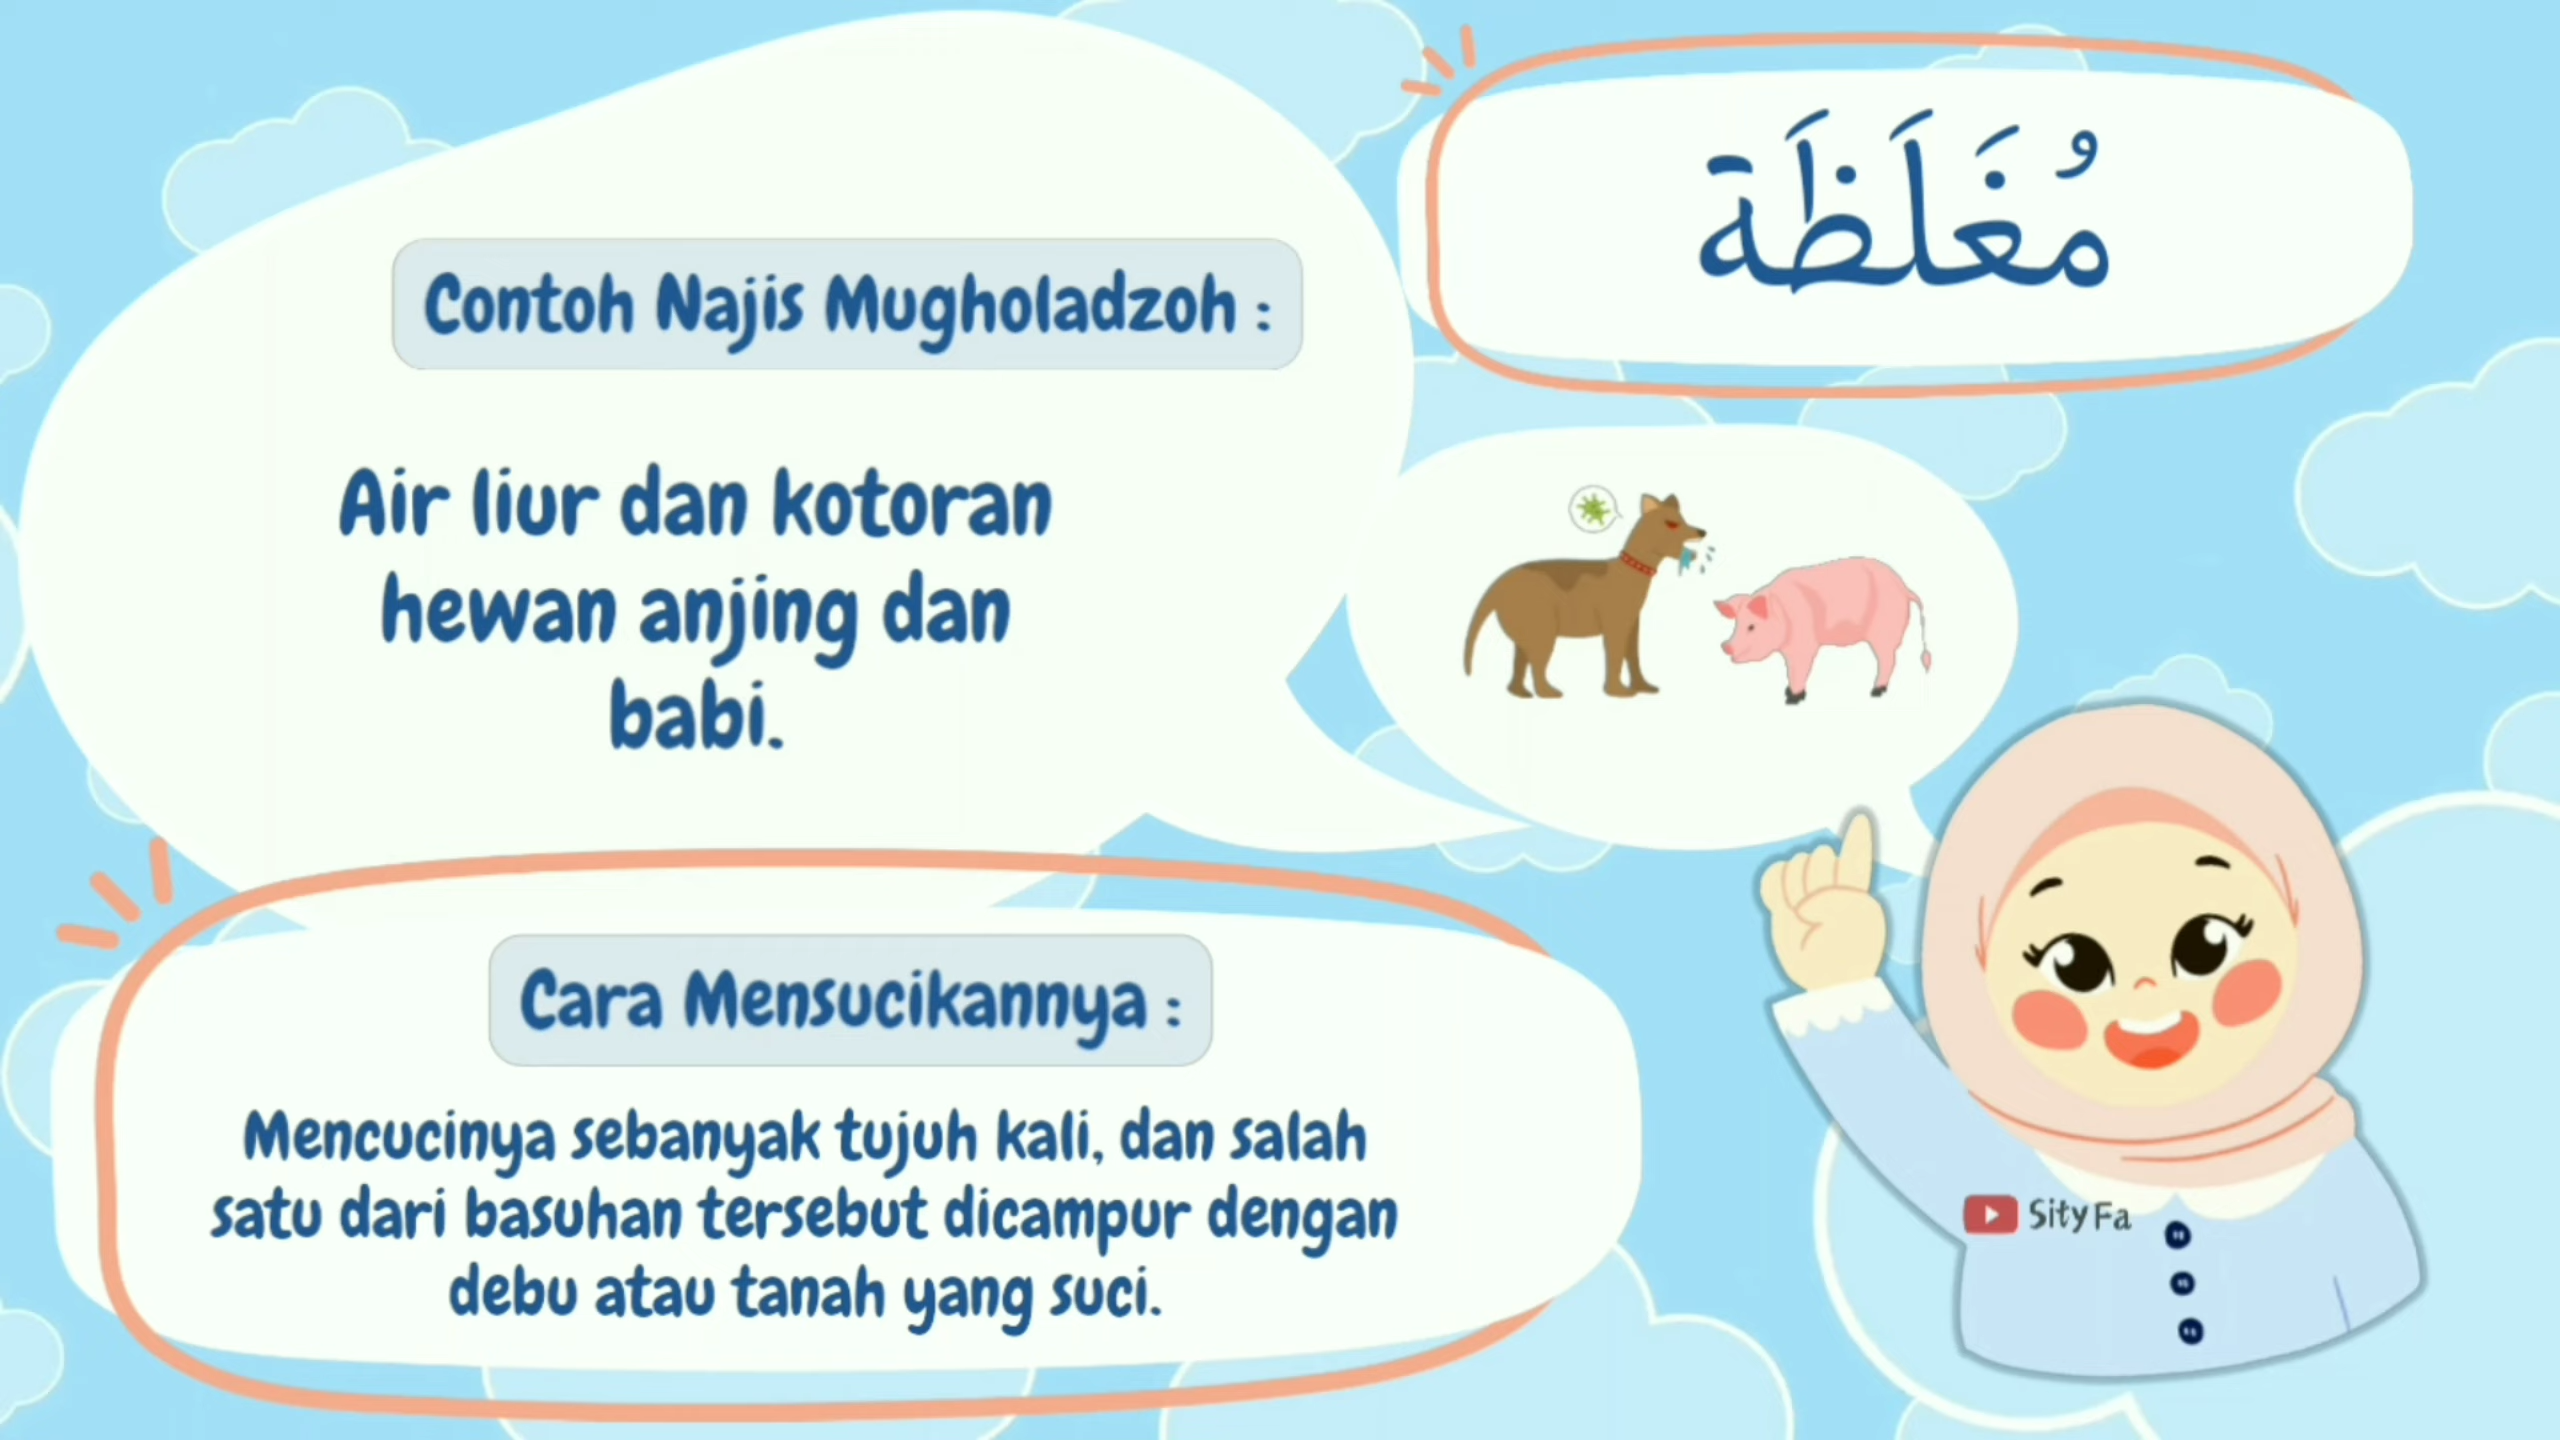 مُغَلَظَة
Contoh Najis Mugholadzoh :
Air liur dan kotoran
hewan anjing dan
babi.
Cara Mensucikannya :
Mencucinya sebanyak tujuh kali, dan salah
satu dari basuhan tersebut dicampur dengan
debu atau tanah yang suci.
Sity Fa